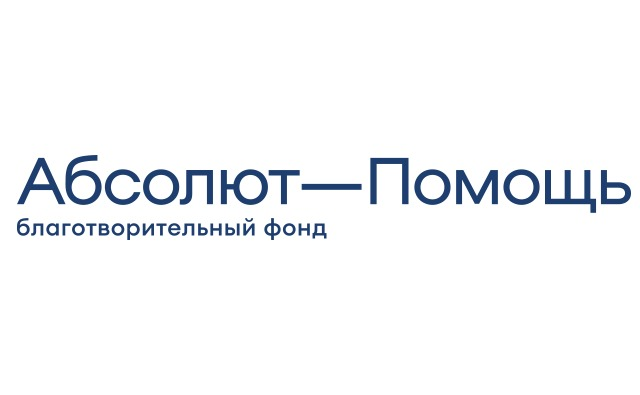 Абсолют—Помощь
благотворительный фонд